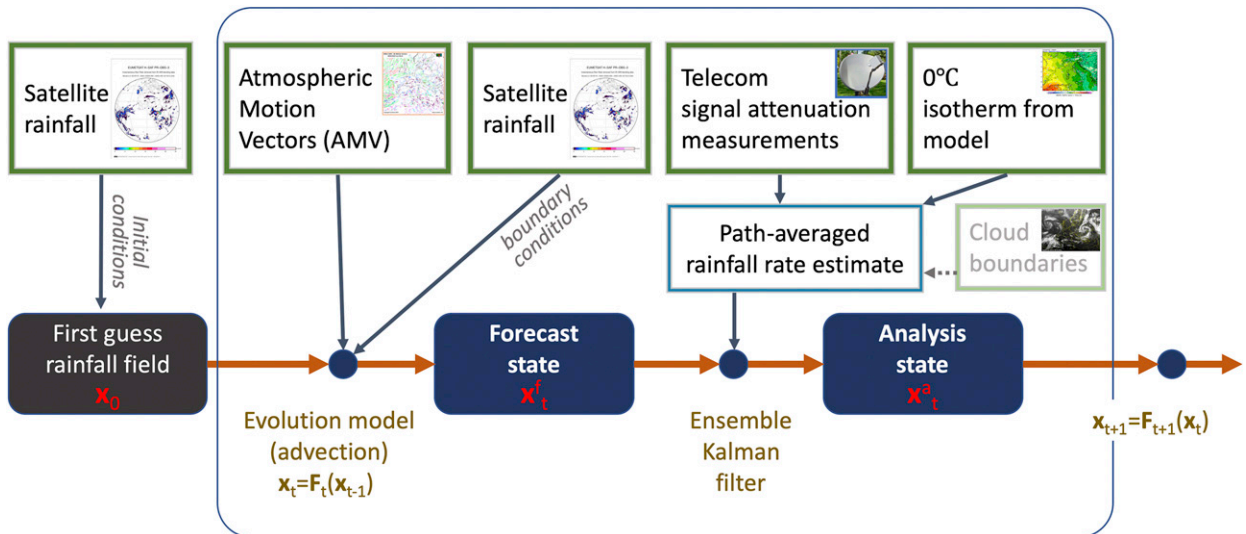 Satellite
rainfall
Atmospheric
Motion
Vectors (AMV)
Satellite
rainfall
Telecom
signal attenuation
measurements
0℃
isotherm from
model
Initial
conditions
boundary
conditions
Path-averaged
rainfall rate estimate
Cloud
boundaries
First guess
rainfall field
x₀
Forecast
state
xᶠₜ
Analysis
state
xᵃₜ
Evolution model
(advection)
xₜ=Fₜ(xₜ₋₁)
Ensemble
Kalman
filter
xₜ₊₁=Fₜ₊₁(xₜ)